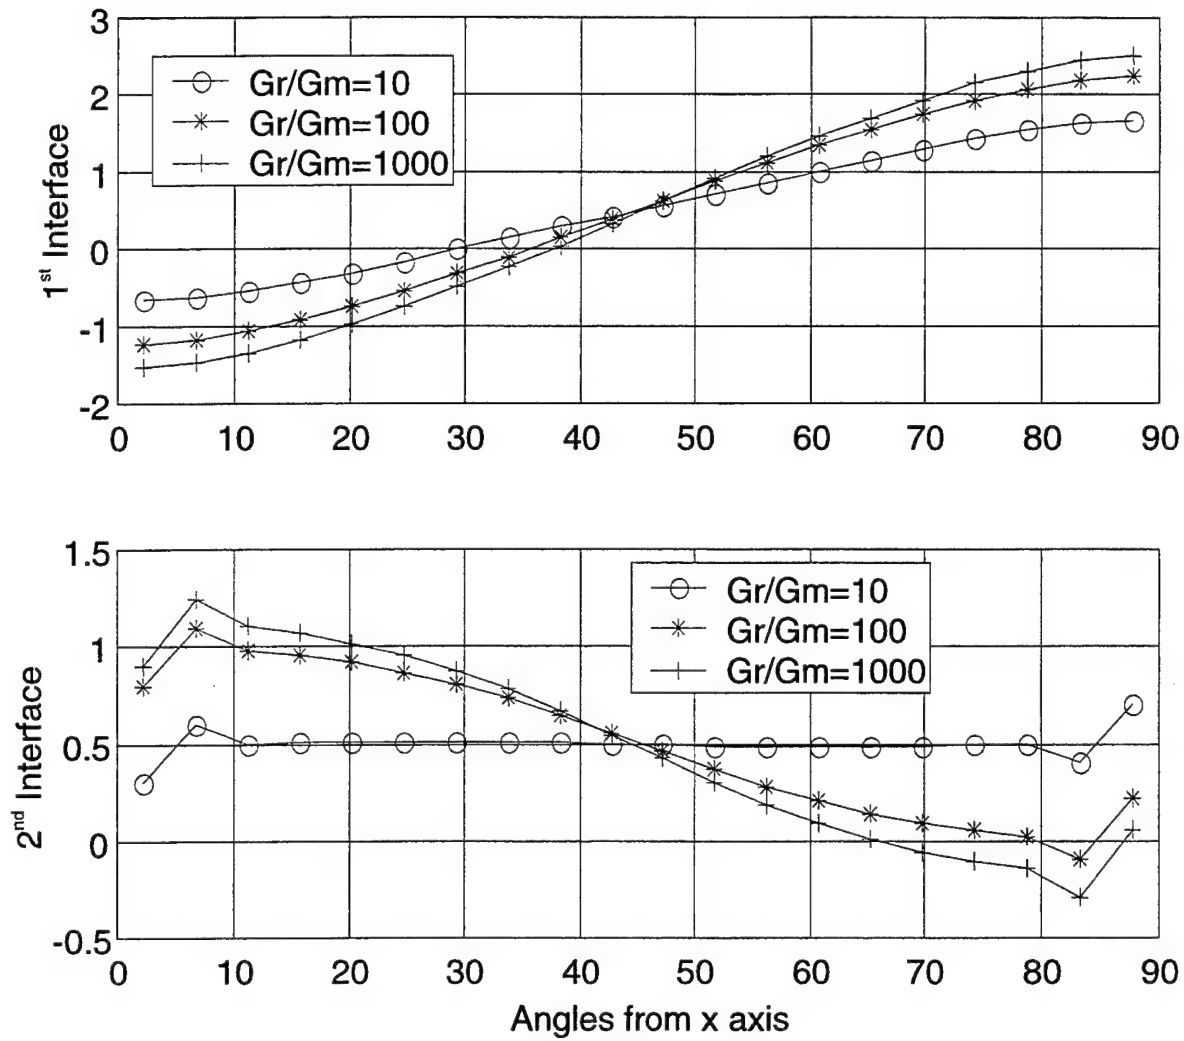 3
2
1
0
-1
-2
1st Interface
Gr/Gm=10
Gr/Gm=100
Gr/Gm=1000
0 10 20 30 40 50 60 70 80 90
1.5
1
0.5
0
-0.5
2nd Interface
Gr/Gm=10
Gr/Gm=100
Gr/Gm=1000
0 10 20 30 40 50 60 70 80 90
Angles from x axis